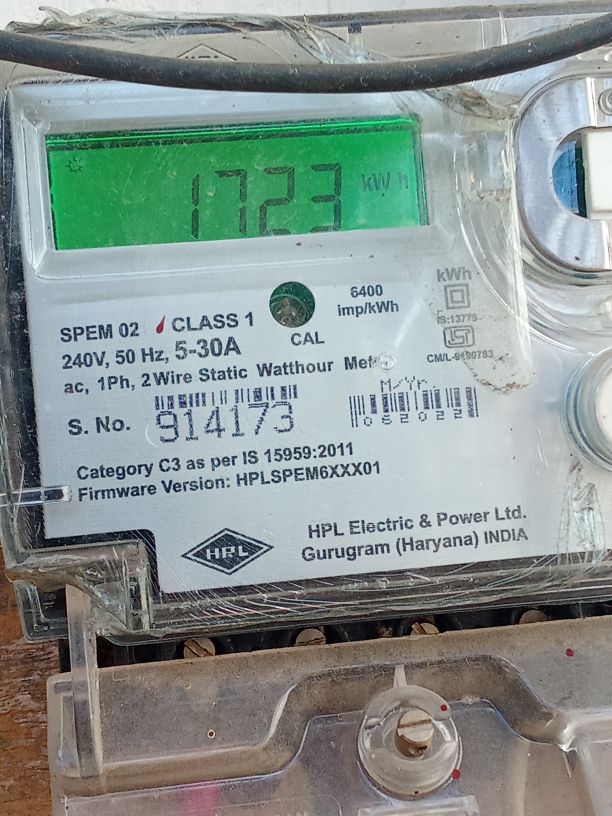 1723 kWh
6400
imp/kWh
kWh
IS:13779
SPEM 02 CLASS 1
CAL
CM/L-9190783
240V, 50 Hz, 5-30A
ac, 1Ph, 2 Wire Static Watthour
M/Yr.
S. No. 914173
062022
Category C3 as per IS 15959:2011
Firmware Version: HPLSPEM6XXX01
HPL
HPL Electric & Power Ltd.
Gurugram (Haryana) INDIA